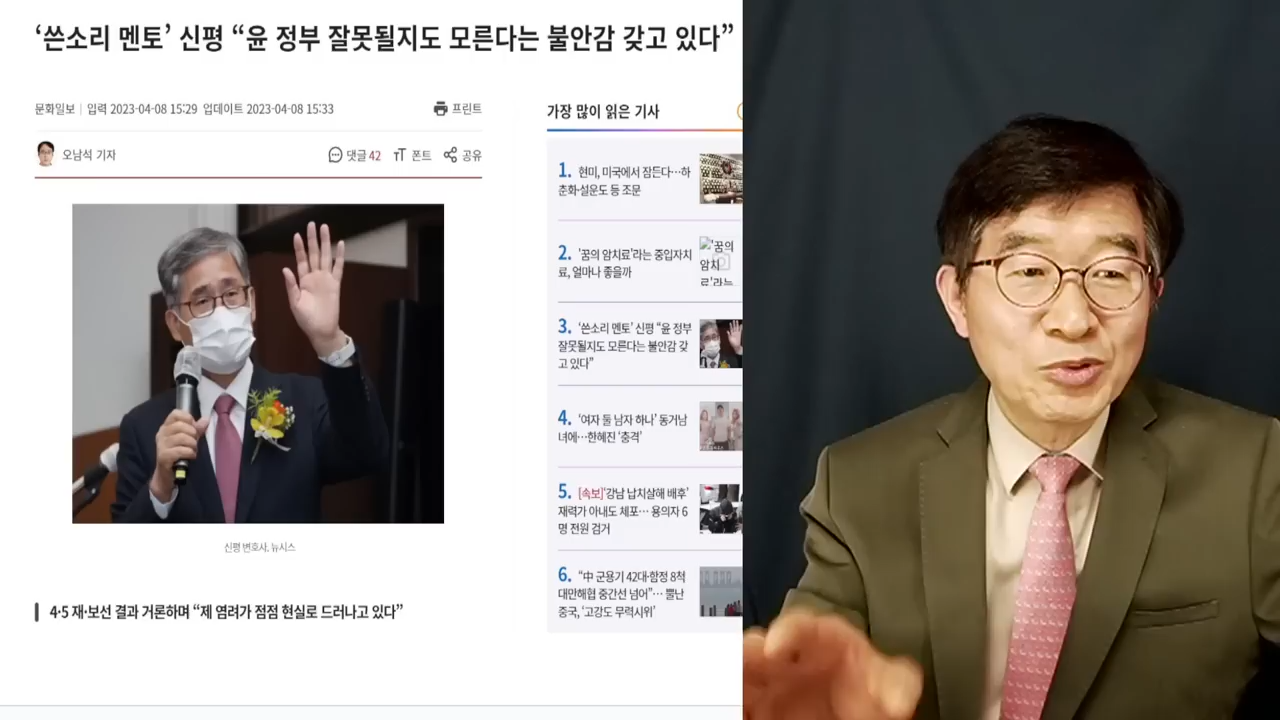 ‘쓴소리 멘토’ 신평 “윤 정부 잘못될지도 모른다는 불안감 갖고 있다”
문화일보 | 입력 2023-04-08 15:29 업데이트 2023-04-08 15:33
프린트
오남석 기자
댓글 42
폰트
공유
신평 변호사. 뉴시스
4·5 재·보선 결과 거론하며 “제 염려가 점점 현실로 드러나고 있다”
가장 많이 읽은 기사
1. 현미, 미국에서 잠든다…하
춘화·설운도 등 조문
2. ‘꿈의 암치료’라는 중입자치
료, 얼마나 좋을까
'꿈의
암치
료'라는
3. ‘쓴소리 멘토’ 신평 “윤 정부
잘못될지도 모른다는 불안감 갖
고 있다”
4. ‘여자 둘 남자 하나’ 동거남
녀에…한혜진 ‘충격’
5. [속보]‘강남 납치살해 배후’
재력가 아내도 체포… 용의자 6
명 전원 검거
6. “中 군용기 42대·함정 8척
대만해협 중간선 넘어”… 뿔난
중국, ‘고강도 무력시위’